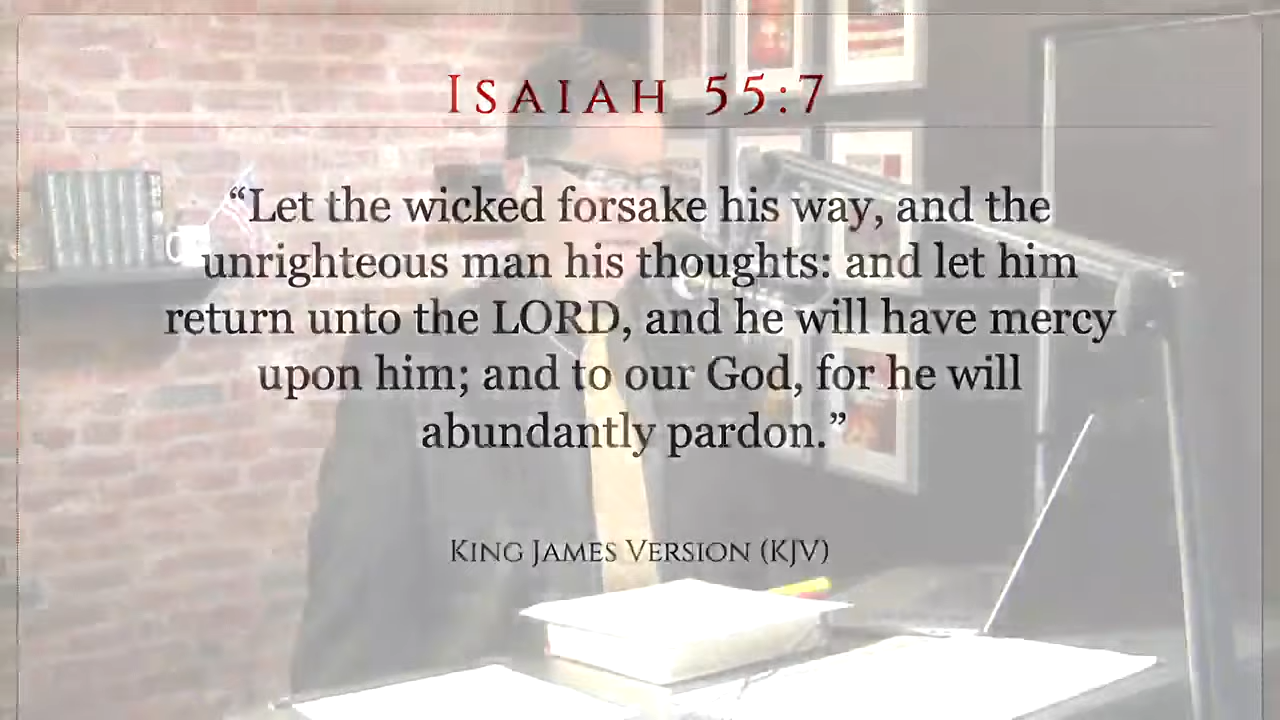 ISAIAH 55:7
“Let the wicked forsake his way, and the
unrighteous man his thoughts: and let him
return unto the LORD, and he will have mercy
upon him; and to our God, for he will
abundantly pardon.”
KING JAMES VERSION (KJV)